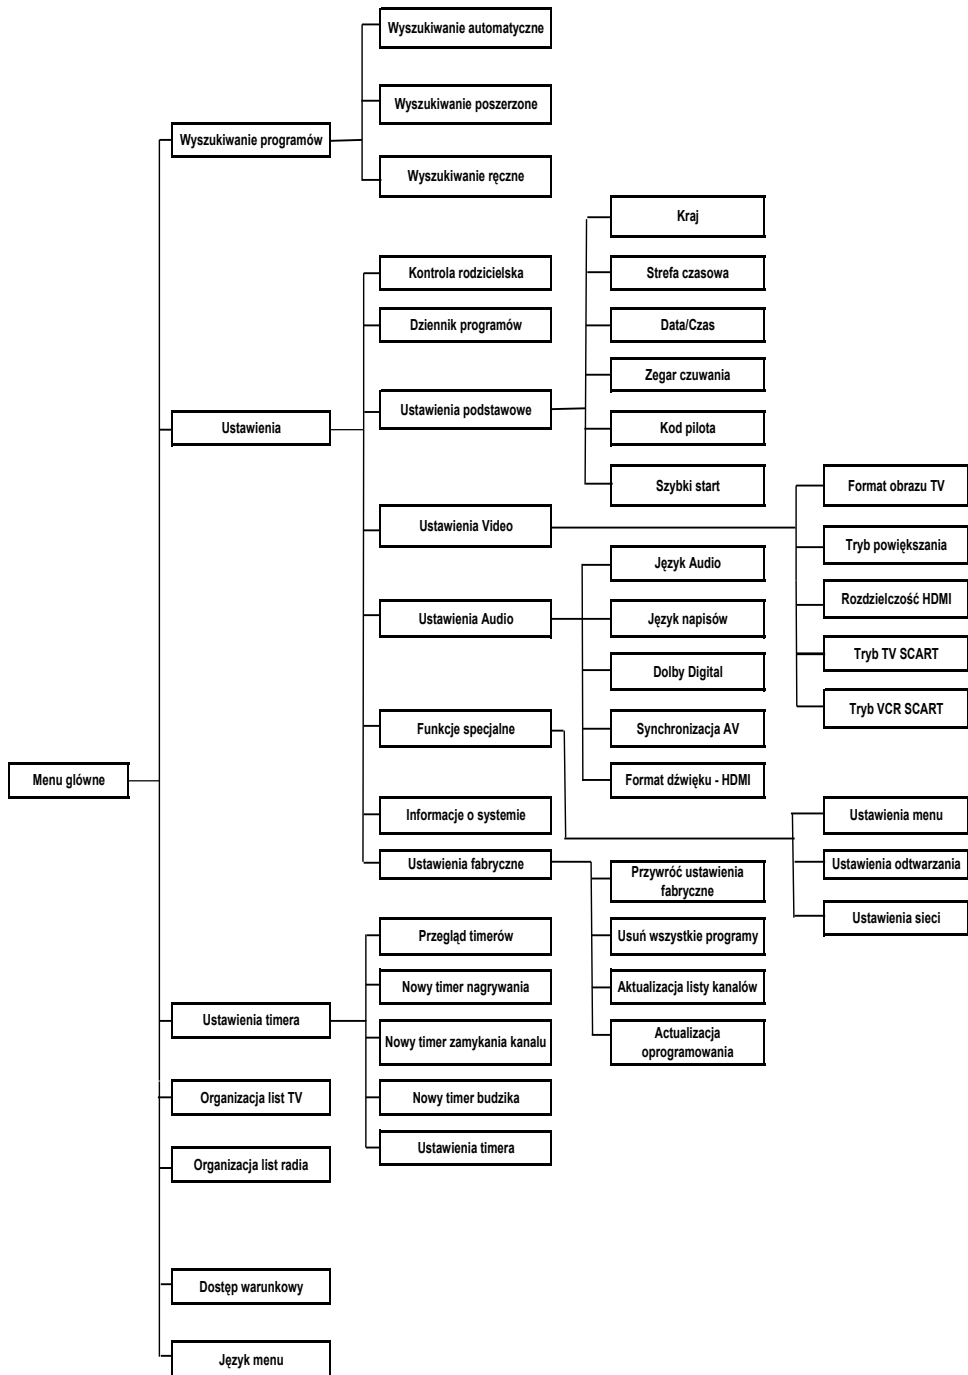 Wyszukiwanie automatyczne
Wyszukiwanie poszerzone
Wyszukiwanie programów
Wyszukiwanie ręczne
Kraj
Kontrola rodzicielska
Strefa czasowa
Dziennik programów
Data/Czas
Zegar czuwania
Ustawienia podstawowe
Ustawienia
Kod pilota
Szybki start
Format obrazu TV
Ustawienia Video
Tryb powiększania
Język Audio
Rozdzielczość HDMI
Ustawienia Audio
Język napisów
Tryb TV SCART
Dolby Digital
Tryb VCR SCART
Funkcje specjalne
Synchronizacja AV
Menu glówne
Format dźwięku - HDMI
Informacje o systemie
Ustawienia menu
Ustawienia fabryczne
Ustawienia odtwarzania
Przywróć ustawienia
fabryczne
Ustawienia sieci
Przegląd timerów
Usuń wszystkie programy
Nowy timer nagrywania
Aktualizacja listy kanałów
Ustawienia timera
Nowy timer zamykania kanalu
Actualizacja
oprogramowania
Organizacja list TV
Nowy timer budzika
Ustawienia timera
Organizacja list radia
Dostęp warunkowy
Język menu